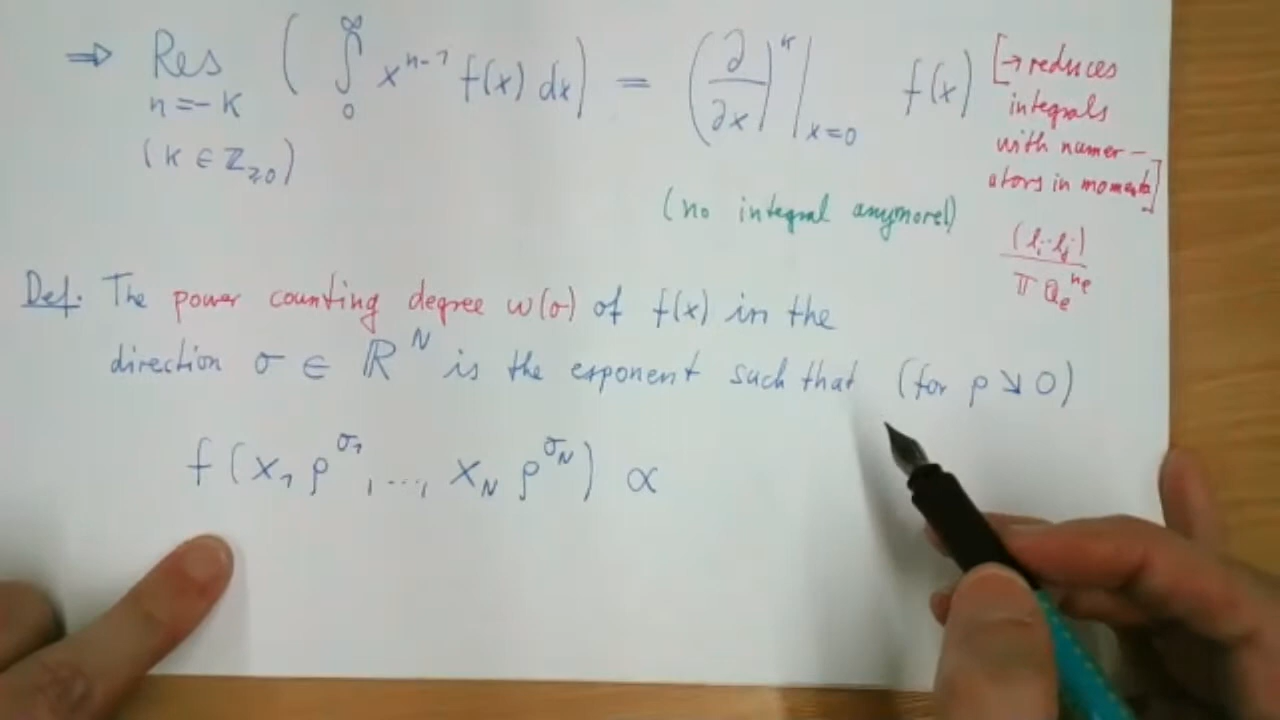 ⇒ Res ( ∫₀^∞ x^{n-1} f(x) dx ) = (∂/∂x)^k |_{x=0} f(x)
n=-k
(k ∈ ℤ≥0)
[→ reduces
integrals
with numer-
ators in momenta]
(no integral anymore!)
(l_i·l_j) / π Q_e^{n_e}
Def. The power counting degree ω(σ) of f(x) in the
direction σ ∈ ℝ^N is the exponent such that (for ρ ↘ 0)
f(x₁ ρ^{σ₁}, ..., x_N ρ^{σ_N}) ∝